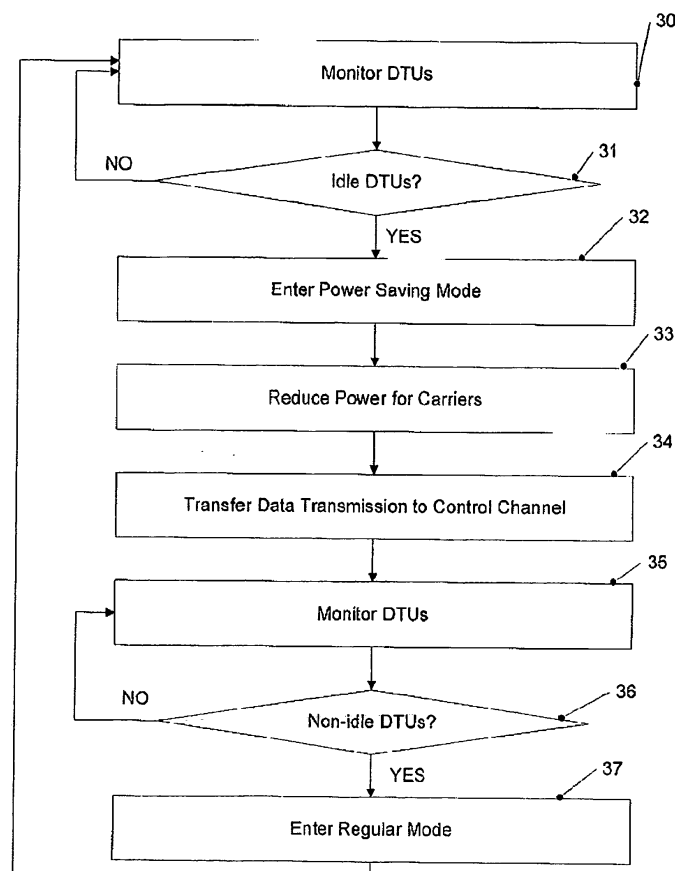 30
Monitor DTUs
NO
31
Idle DTUs?
YES
32
Enter Power Saving Mode
33
Reduce Power for Carriers
34
Transfer Data Transmission to Control Channel
35
Monitor DTUs
NO
36
Non-idle DTUs?
YES
37
Enter Regular Mode